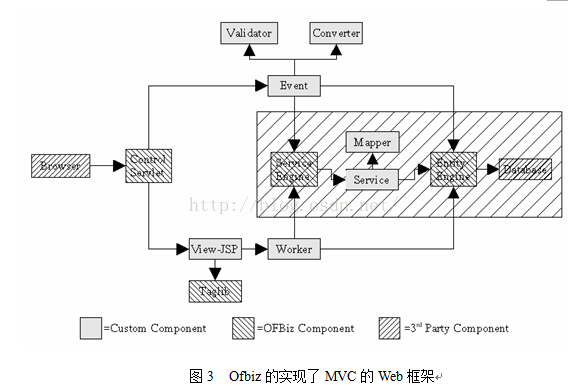 Validator
Converter
Event
Mapper
Browser
Control
Servlet
Service
Engine
Service
Entity
Engine
Database
http://blog.csdn.net
View-JSP
Worker
Taglib
=Custom Component
=OFBiz Component
=3rd Party Component
图 3 Ofbiz 的实现了 MVC 的 Web 框架